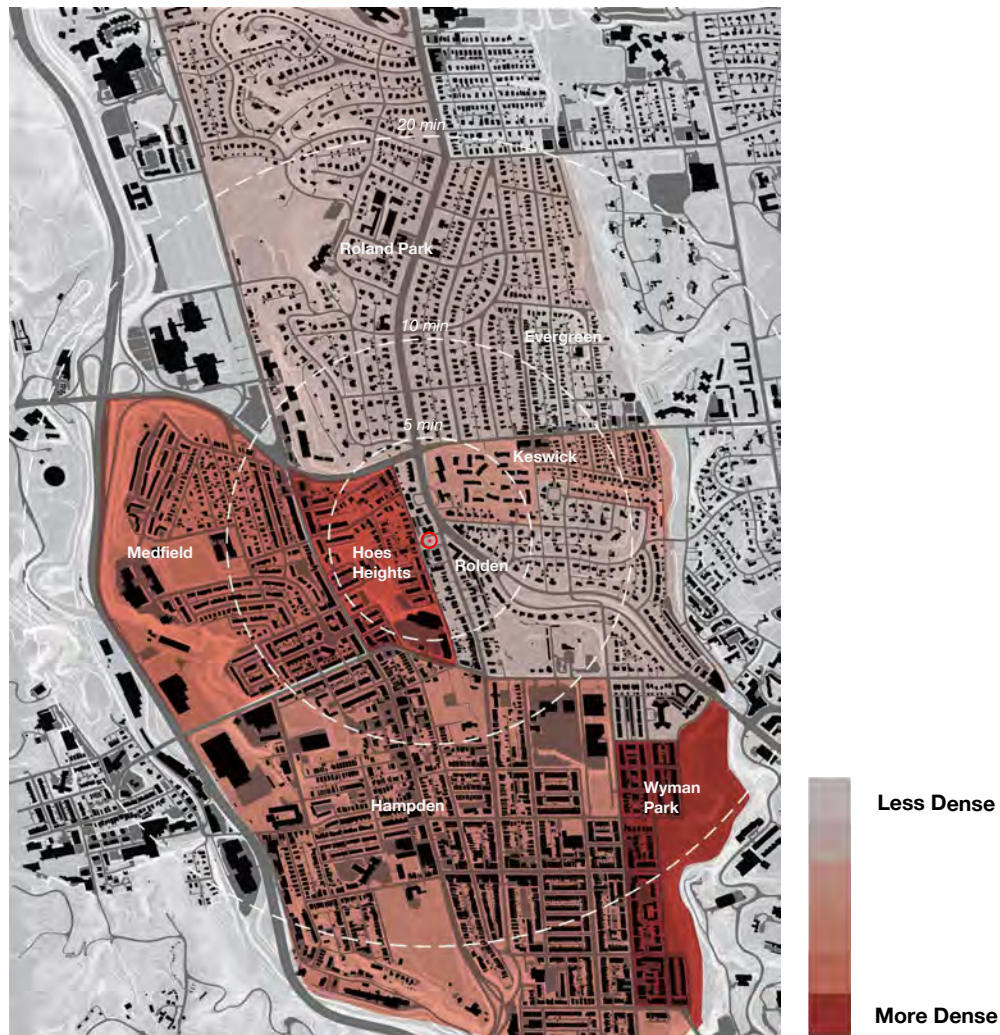 20 min
Roland Park
10 min
Evergreen
5 min
Keswick
Medfield
Hoes
Heights
Rolden
Wyman
Park
Hampden
Less Dense
More Dense